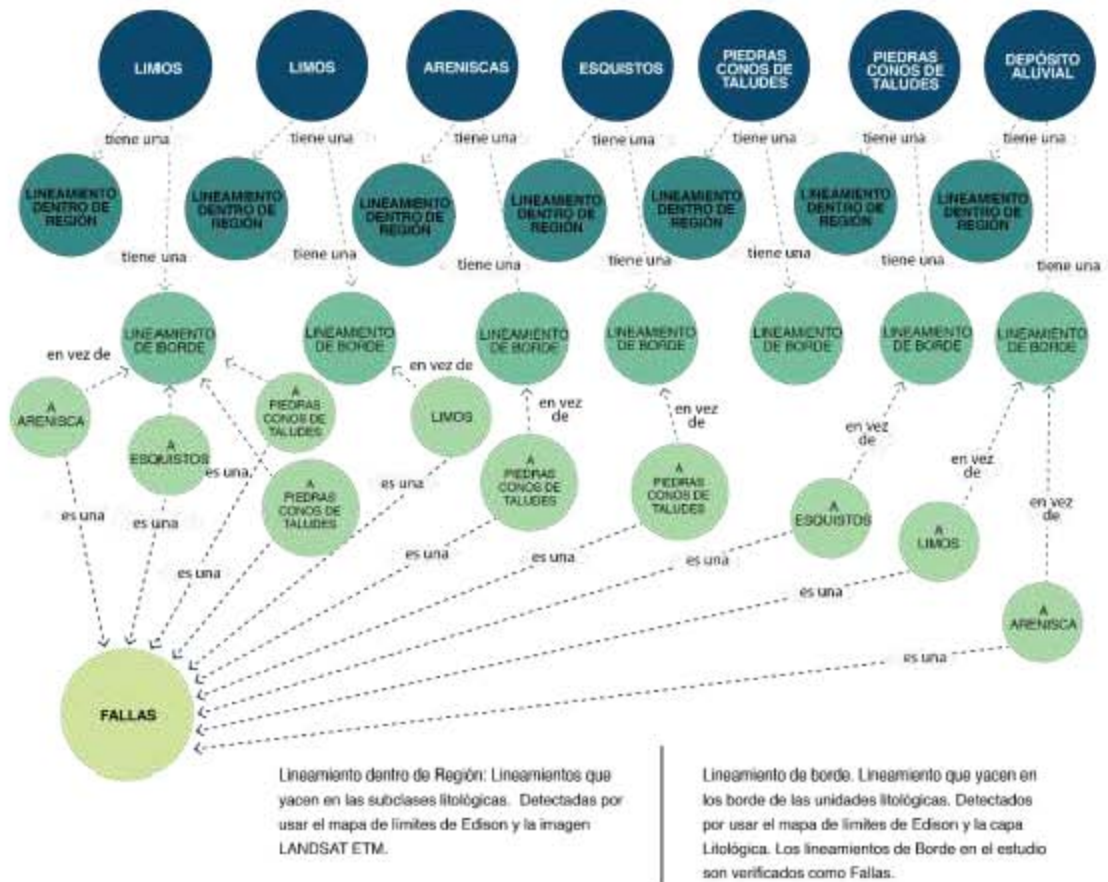 LIMOS
LIMOS
ARENISCAS
ESQUISTOS
PIEDRAS
CONOS DE
TALUDES
PIEDRAS
CONOS DE
TALUDES
DEPÓSITO
ALUVIAL
tiene una
tiene una
tiene una
tiene una
tiene una
tiene una
tiene una
LINEAMIENTO
DENTRO DE
REGIÓN
LINEAMIENTO
DENTRO DE
REGIÓN
LINEAMIENTO
DENTRO DE
REGIÓN
LINEAMIENTO
DENTRO DE
REGIÓN
LINEAMIENTO
DENTRO DE
REGIÓN
LINEAMIENTO
DENTRO DE
REGIÓN
LINEAMIENTO
DENTRO DE
REGIÓN
tiene una
tiene una
tiene una
tiene una
tiene una
tiene una
tiene una
LINEAMIENTO
DE BORDE
LINEAMIENTO
DE BORDE
LINEAMIENTO
DE BORDE
LINEAMIENTO
DE BORDE
LINEAMIENTO
DE BORDE
LINEAMIENTO
DE BORDE
LINEAMIENTO
DE BORDE
en vez de
en vez de
en vez
de
en vez
de
en vez
de
en vez
de
en vez
de
A
ARENISCA
A
ESQUISTOS
A
PIEDRAS
CONOS DE
TALUDES
A
PIEDRAS
CONOS DE
TALUDES
LIMOS
A
PIEDRAS
CONOS DE
TALUDES
A
PIEDRAS
CONOS DE
TALUDES
A
ESQUISTOS
A
LIMOS
A
ARENISCA
es una
es una
es una
es una
es una
es una
es una
es una
es una
es una
FALLAS
Lineamiento dentro de Región: Lineamientos que
yacen en las subclases litológicas. Detectadas por
usar el mapa de límites de Edison y la imagen
LANDSAT ETM.
Lineamiento de borde. Lineamiento que yacen en
los borde de las unidades litológicas. Detectados
por usar el mapa de límites de Edison y la capa
Litológica. Los lineamientos de Borde en el estudio
son verificados como Fallas.